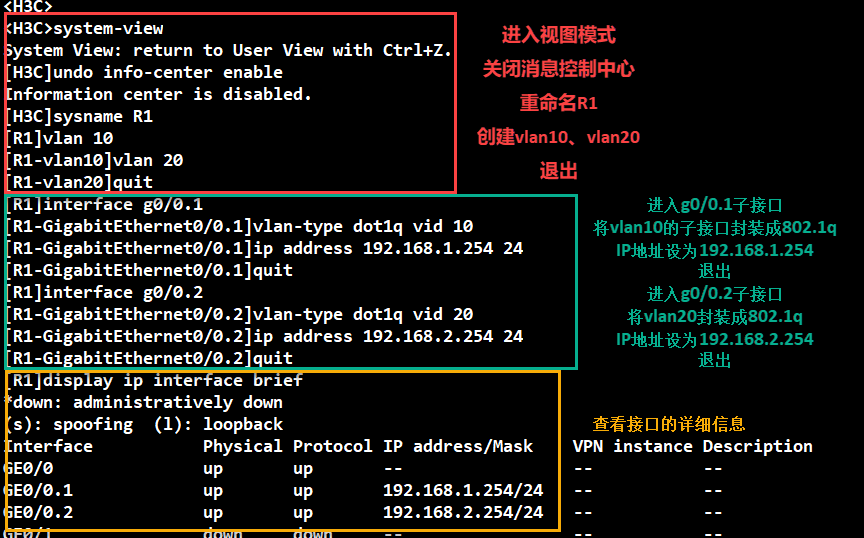 <H3C>
<H3C>system-view
System View: return to User View with Ctrl+Z.
[H3C]undo info-center enable
Information center is disabled.
[H3C]sysname R1
[R1]vlan 10
[R1-vlan10]vlan 20
[R1-vlan20]quit
进入视图模式
关闭消息控制中心
重命名R1
创建vlan10、vlan20
退出
[R1]interface g0/0.1
[R1-GigabitEthernet0/0.1]vlan-type dot1q vid 10
[R1-GigabitEthernet0/0.1]ip address 192.168.1.254 24
[R1-GigabitEthernet0/0.1]quit
[R1]interface g0/0.2
[R1-GigabitEthernet0/0.2]vlan-type dot1q vid 20
[R1-GigabitEthernet0/0.2]ip address 192.168.2.254 24
[R1-GigabitEthernet0/0.2]quit
进入g0/0.1子接口
将vlan10的子接口封装成802.1q
IP地址设为192.168.1.254
退出
进入g0/0.2子接口
将vlan20封装成802.1q
IP地址设为192.168.2.254
退出
[R1]display ip interface brief
*down: administratively down
(s): spoofing (l): loopback
查看接口的详细信息
Interface Physical Protocol IP address/Mask VPN instance Description
GE0/0 up up -- -- --
GE0/0.1 up up 192.168.1.254/24 -- --
GE0/0.2 up up 192.168.2.254/24 -- --
GE0/1 down down -- -- --